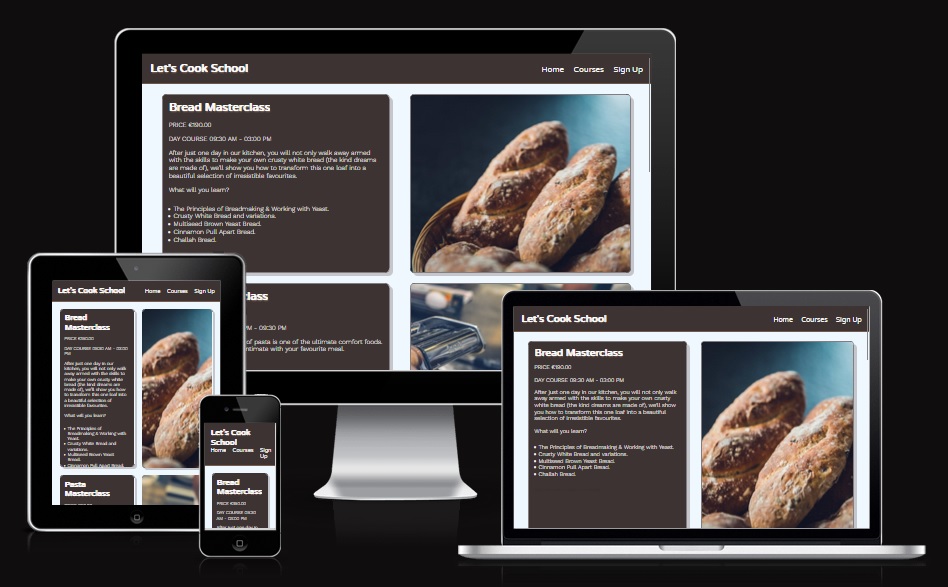 Let's Cook School
Home Courses Sign Up
Bread Masterclass
PRICE €190.00
DAY COURSE 09:30 AM - 03:00 PM
After just one day in our kitchen, you will not only walk away armed
with the skills to make your own crusty white bread (the kind dreams
are made of), we'll show you how to transform this one loaf into a
beautiful selection of irresistible favourites.
What will you learn?
• The Principles of Breadmaking & Working with Yeast.
• Crusty White Bread and variations.
• Multiseed Brown Yeast Bread.
• Cinnamon Pull Apart Bread.
• Challah Bread.
lass
PM - 09:30 PM
of pasta is one of the ultimate comfort foods.
ntimate with your favourite meal.
Let's Cook School
Home Courses Sign Up
Bread
Masterclass
PRICE €190.00
DAY COURSE 09:30 AM - 03:00
PM
After just one day in our
kitchen, you will not only walk
away armed with the skills to
make your own crusty white
bread (the kind dreams are
made of), we'll show you how
to transform this one loaf into
a beautiful selection of
irresistible favourites.
What will you learn?
• The Principles of
Breadmaking & Working with
Yeast.
• Crusty White Bread and
variations.
• Multiseed Brown Yeast
Bread.
• Cinnamon Pull Apart Bread.
Pasta
Masterclass
Let's Cook
School
Home Courses Sign
Up
Bread
Masterclass
PRICE €190.00
DAY COURSE 09:30
AM - 03:00 PM
After just one day in
Let's Cook School
Home Courses Sign Up
Bread Masterclass
PRICE €190.00
DAY COURSE 09:30 AM - 03:00 PM
After just one day in our kitchen, you will not only walk
away armed with the skills to make your own crusty
white bread (the kind dreams are made of), we'll show
you how to transform this one loaf into a beautiful
selection of irresistible favourites.
What will you learn?
• The Principles of Breadmaking & Working with Yeast.
• Crusty White Bread and variations.
• Multiseed Brown Yeast Bread.
• Cinnamon Pull Apart Bread.
• Challah Bread.